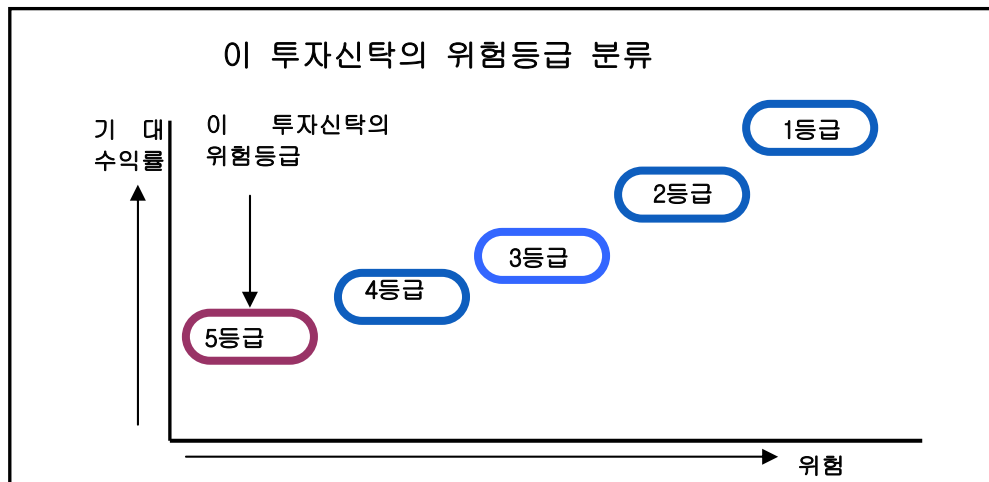 이 투자신탁의 위험등급 분류
기 대
수익률
이 투자신탁의
위험등급
1등급
2등급
3등급
4등급
5등급
위험